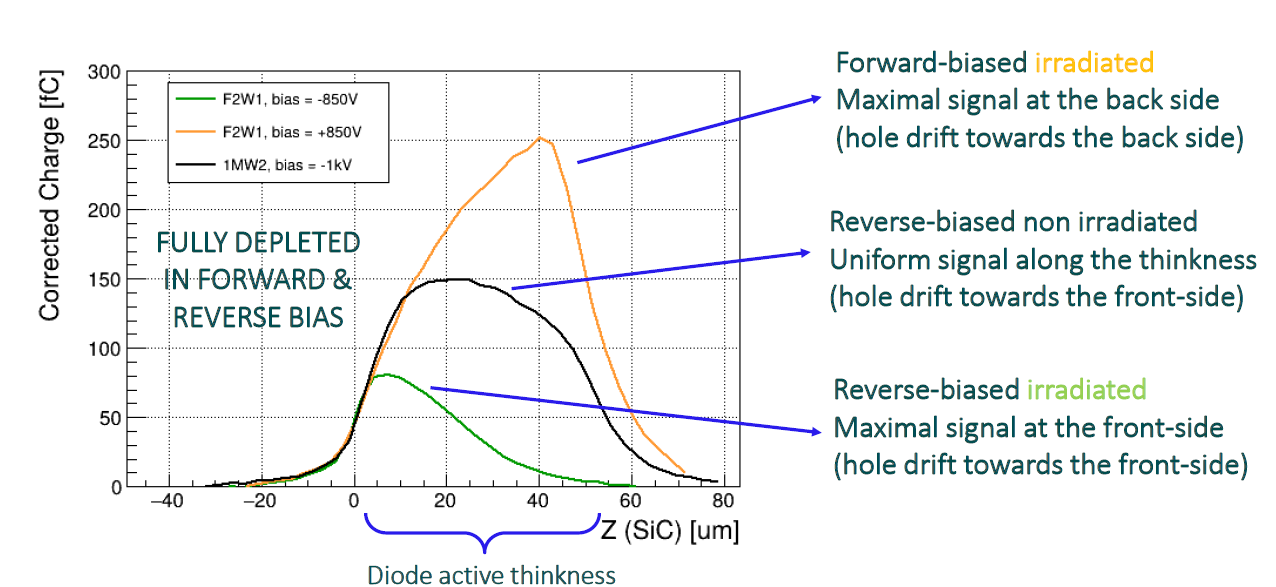 Forward-biased irradiated
Maximal signal at the back side
(hole drift towards the back side)
Reverse-biased non irradiated
Uniform signal along the thinkness
(hole drift towards the front-side)
Reverse-biased irradiated
Maximal signal at the front-side
(hole drift towards the front-side)
Corrected Charge [fC]
300
250
200
150
100
50
0
F2W1, bias = -850V
F2W1, bias = +850V
1MW2, bias = -1kV
FULLY DEPLETED
IN FORWARD &
REVERSE BIAS
−40 −20 0 20 40 60 80
Z (SiC) [um]
Diode active thinkness